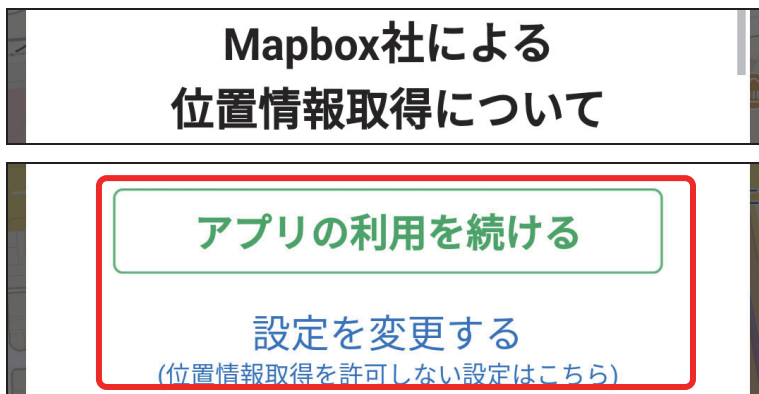 Mapbox社による
位置情報取得について
アプリの利用を続ける
設定を変更する
(位置情報取得を許可しない設定はこちら)